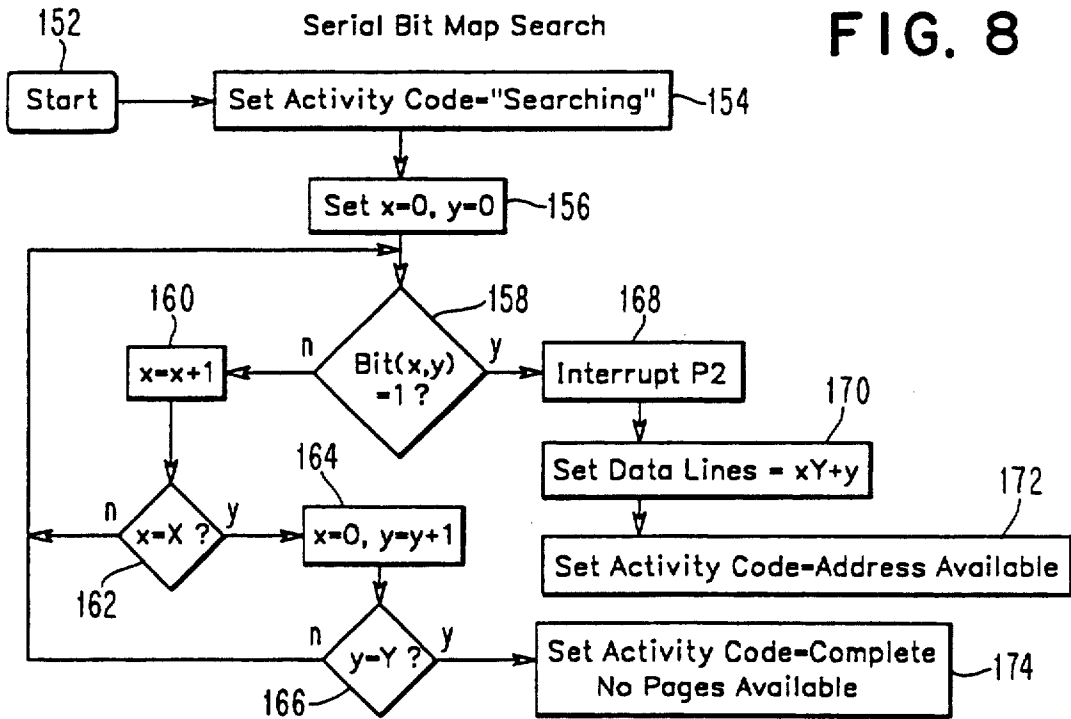 Serial Bit Map Search
FIG. 8
152
Start
Set Activity Code="Searching"
154
Set x=0, y=0
156
158
Bit(x,y)
=1 ?
n
y
160
x=x+1
168
Interrupt P2
170
Set Data Lines = xY+y
172
Set Activity Code=Address Available
162
x=X ?
n
y
164
x=0, y=y+1
166
y=Y ?
n
y
Set Activity Code=Complete
No Pages Available
174